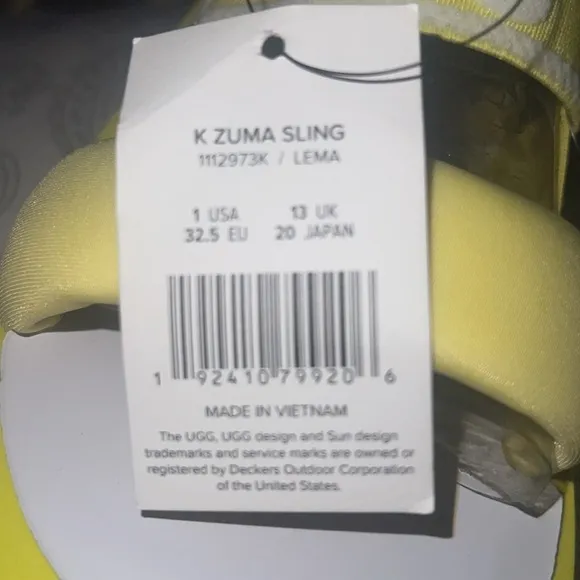 K ZUMA SLING
1112973K / LEMA
1 USA 13 UK
32.5 EU 20 JAPAN
1 92410 79920 6
MADE IN VIETNAM
The UGG, UGG design and Sun design
trademarks and service marks are owned or
registered by Deckers Outdoor Corporation
of the United States.